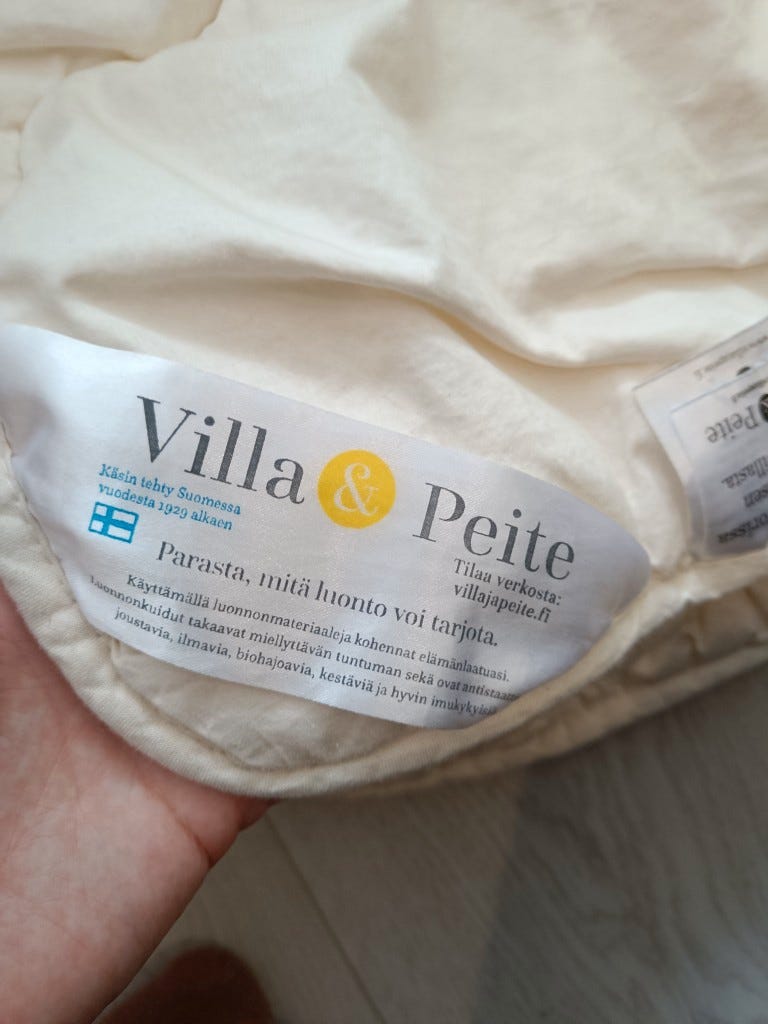 Villa & Peite
Käsin tehty Suomessa
vuodesta 1929 alkaen
Tilaa verkosta:
villajapeite.fi
Parasta, mitä luonto voi tarjota.
Käyttämällä luonnonmateriaaleja kohennat elämänlaatuasi.
Luonnonkuidut takaavat miellyttävän tuntuman sekä ovat
joustavia, ilmavia, biohajoavia, kestäviä ja hyvin
Peite